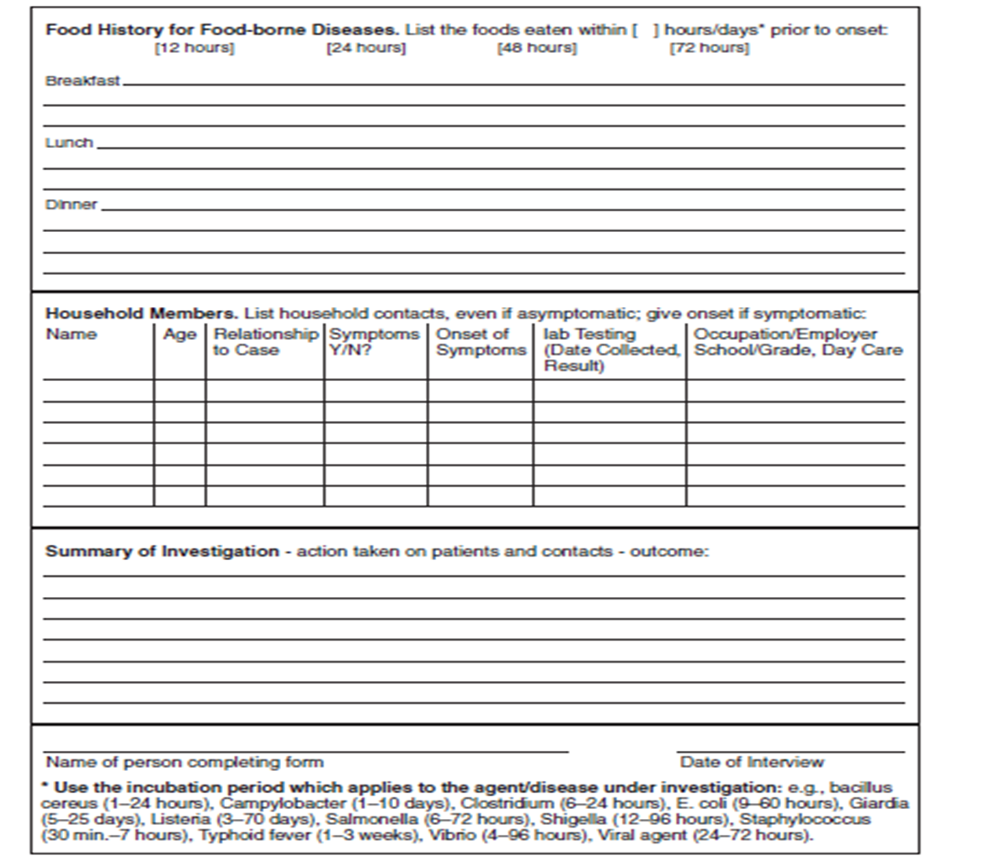 Food History for Food-borne Diseases. List the foods eaten within [ ] hours/days* prior to onset:
[12 hours] [24 hours] [48 hours] [72 hours]
Breakfast
Lunch
Dinner
Household Members. List household contacts, even if asymptomatic; give onset if symptomatic:
Name Age Relationship Symptoms Onset of lab Testing Occupation/Employer
to Case Y/N? Symptoms (Date Collected, School/Grade, Day Care
Result)
Summary of Investigation - action taken on patients and contacts - outcome:
Name of person completing form Date of Interview
* Use the incubation period which applies to the agent/disease under investigation: e.g., bacillus
cereus (1–24 hours), Campylobacter (1–10 days), Clostridium (6–24 hours), E. coli (9–60 hours), Giardia
(5–25 days), Listeria (3–70 days), Salmonella (6–72 hours), Shigella (12–96 hours), Staphylococcus
(30 min.–7 hours), Typhoid fever (1–3 weeks), Vibrio (4–96 hours), Viral agent (24–72 hours).